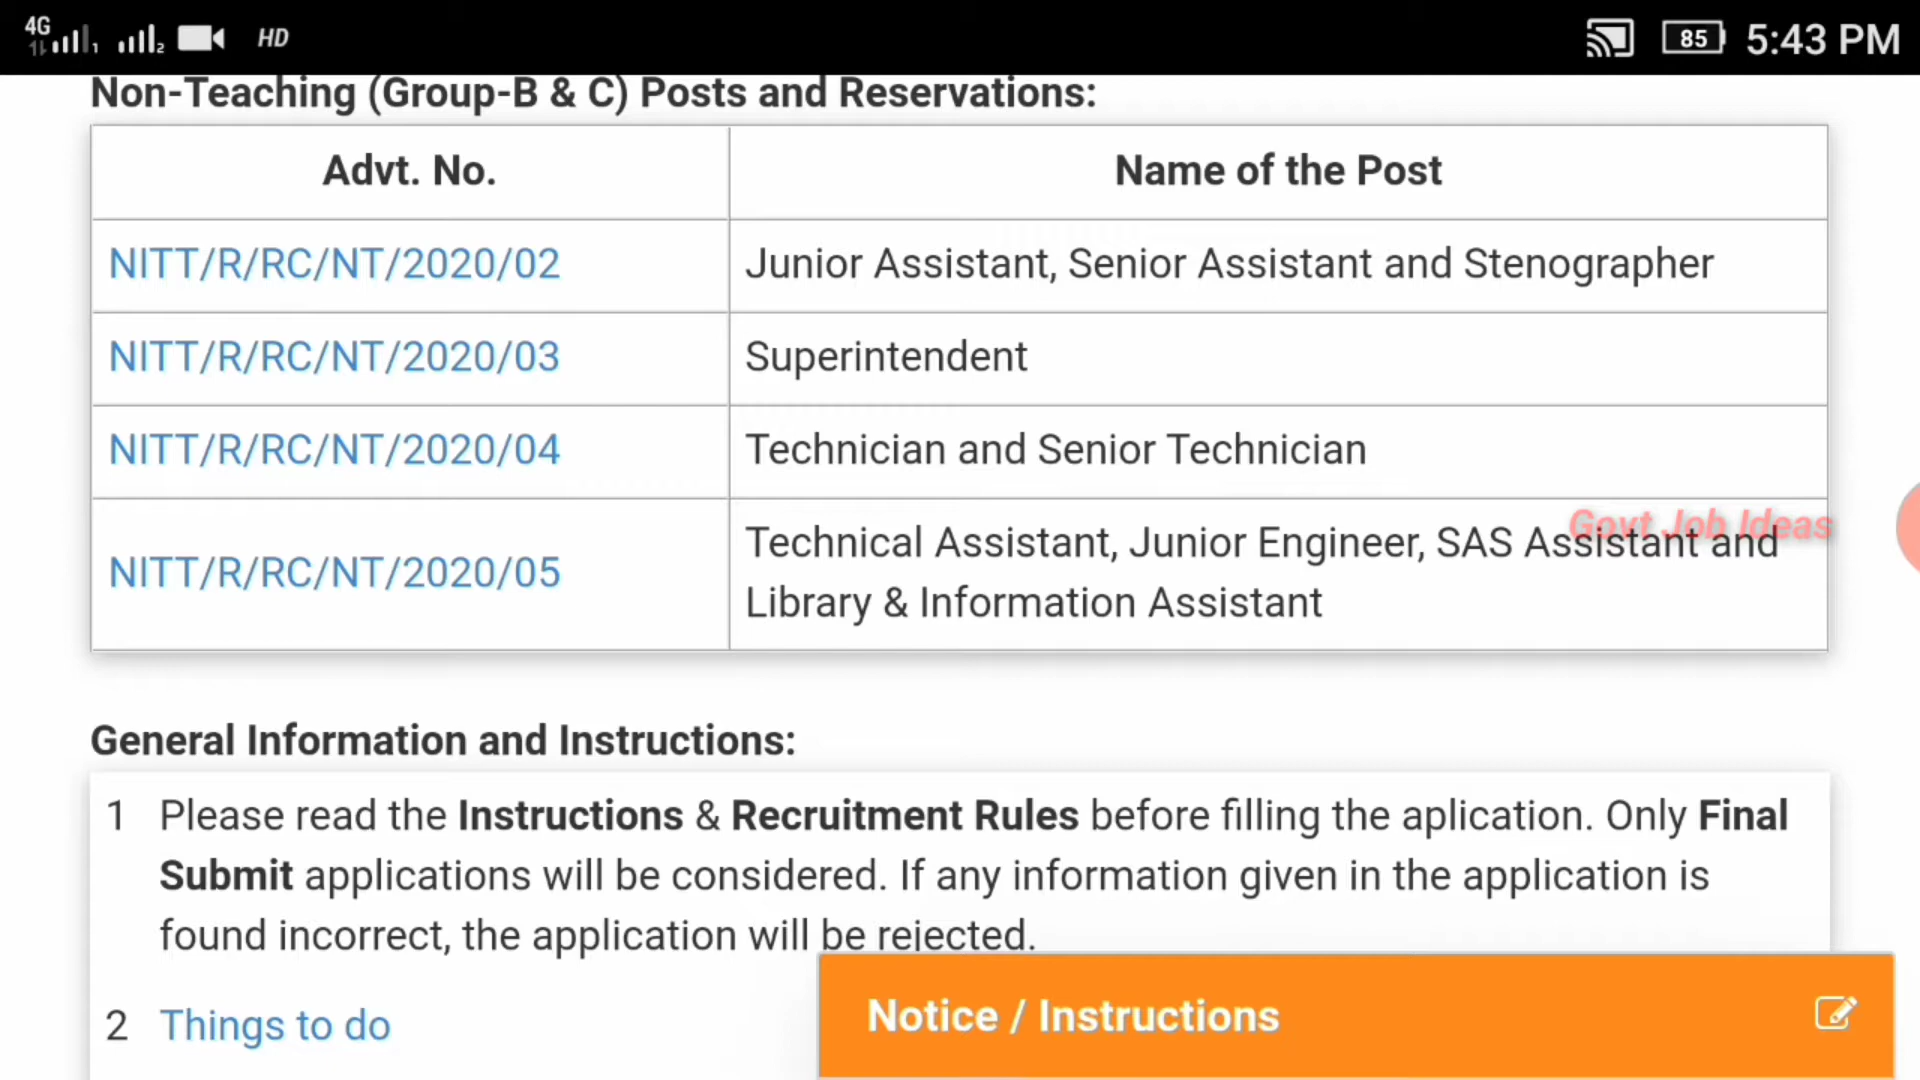 4G 1 2 HD 85 5:43 PM
Non-Teaching (Group-B & C) Posts and Reservations:
Advt. No. Name of the Post
NITT/R/RC/NT/2020/02 Junior Assistant, Senior Assistant and Stenographer
NITT/R/RC/NT/2020/03 Superintendent
NITT/R/RC/NT/2020/04 Technician and Senior Technician
Govt Job Ideas
NITT/R/RC/NT/2020/05 Technical Assistant, Junior Engineer, SAS Assistant and
Library & Information Assistant
General Information and Instructions:
1 Please read the Instructions & Recruitment Rules before filling the aplication. Only Final
Submit applications will be considered. If any information given in the application is
found incorrect, the application will be rejected.
2 Things to do
Notice / Instructions